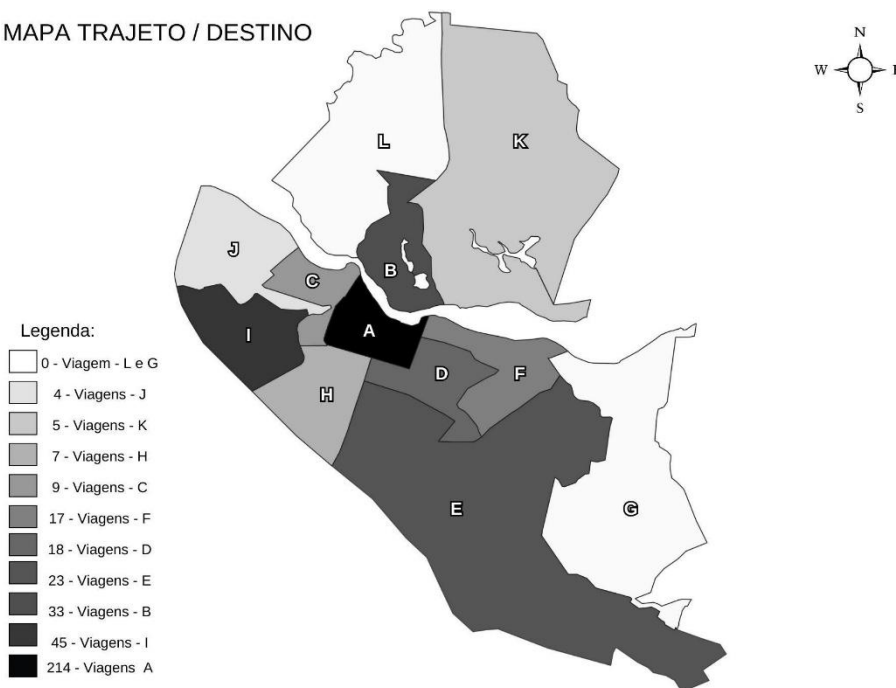 MAPA TRAJETO / DESTINO
N
W
E
S
L
K
J
C
B
I
A
H
D
F
E
G
Legenda:
0 - Viagem - L e G
4 - Viagens - J
5 - Viagens - K
7 - Viagens - H
9 - Viagens - C
17 - Viagens - F
18 - Viagens - D
23 - Viagens - E
33 - Viagens - B
45 - Viagens - I
214 - Viagens A